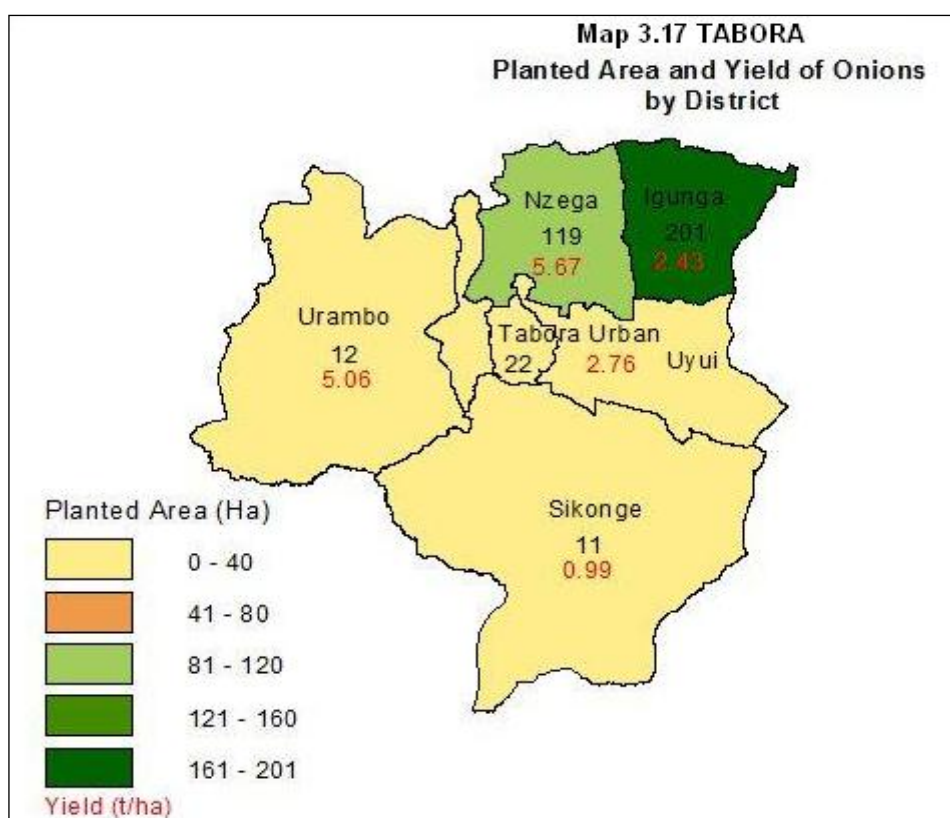 Map 3.17 TABORA
Planted Area and Yield of Onions
by District
Nzega
119
5.67
Igunga
201
2.43
Urambo
12
5.06
Tabora Urban
22
2.76
Uyui
Sikonge
11
0.99
Planted Area (Ha)
0 - 40
41 - 80
81 - 120
121 - 160
161 - 201
Yield (t/ha)